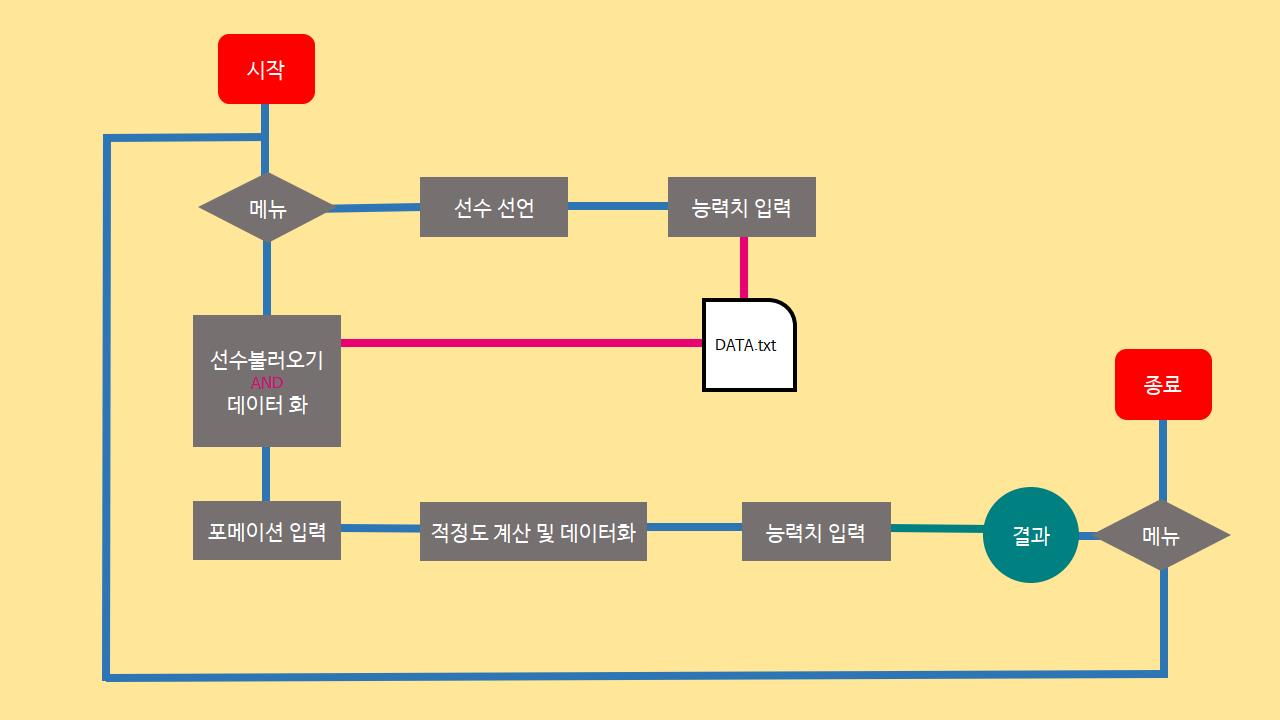 시작
메뉴
선수 선언
능력치 입력
선수불러오기
AND
데이터 화
DATA.txt
종료
포메이션 입력
적정도 계산 및 데이터화
능력치 입력
결과
메뉴